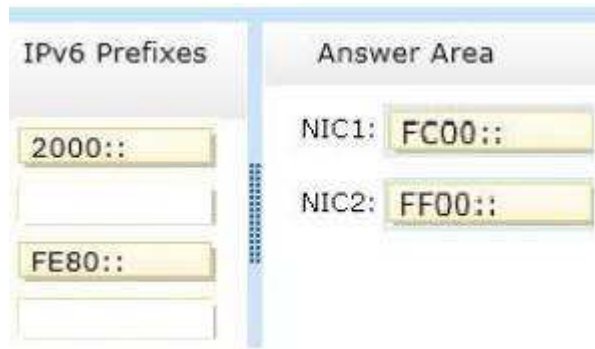 IPv6 Prefixes
2000::
FE80::
Answer Area
NIC1: FC00::
NIC2: FF00::